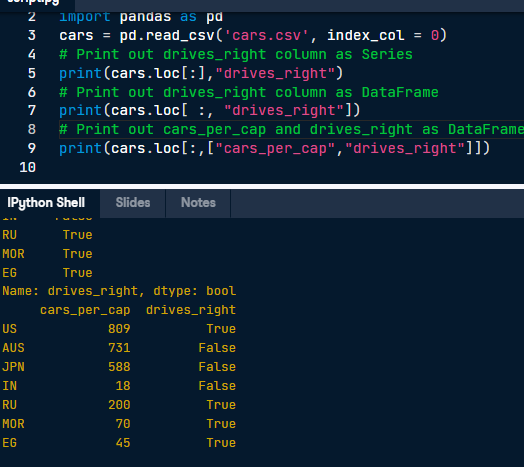 script.py
2 import pandas as pd
3 cars = pd.read_csv('cars.csv', index_col = 0)
4 # Print out drives_right column as Series
5 print(cars.loc[:],"drives_right")
6 # Print out drives_right column as DataFrame
7 print(cars.loc[ :, "drives_right"])
8 # Print out cars_per_cap and drives_right as DataFrame
9 print(cars.loc[:,["cars_per_cap","drives_right"]])
10
IPython Shell Slides Notes
IN False
RU True
MOR True
EG True
Name: drives_right, dtype: bool
cars_per_cap drives_right
US 809 True
AUS 731 False
JPN 588 False
IN 18 False
RU 200 True
MOR 70 True
EG 45 True